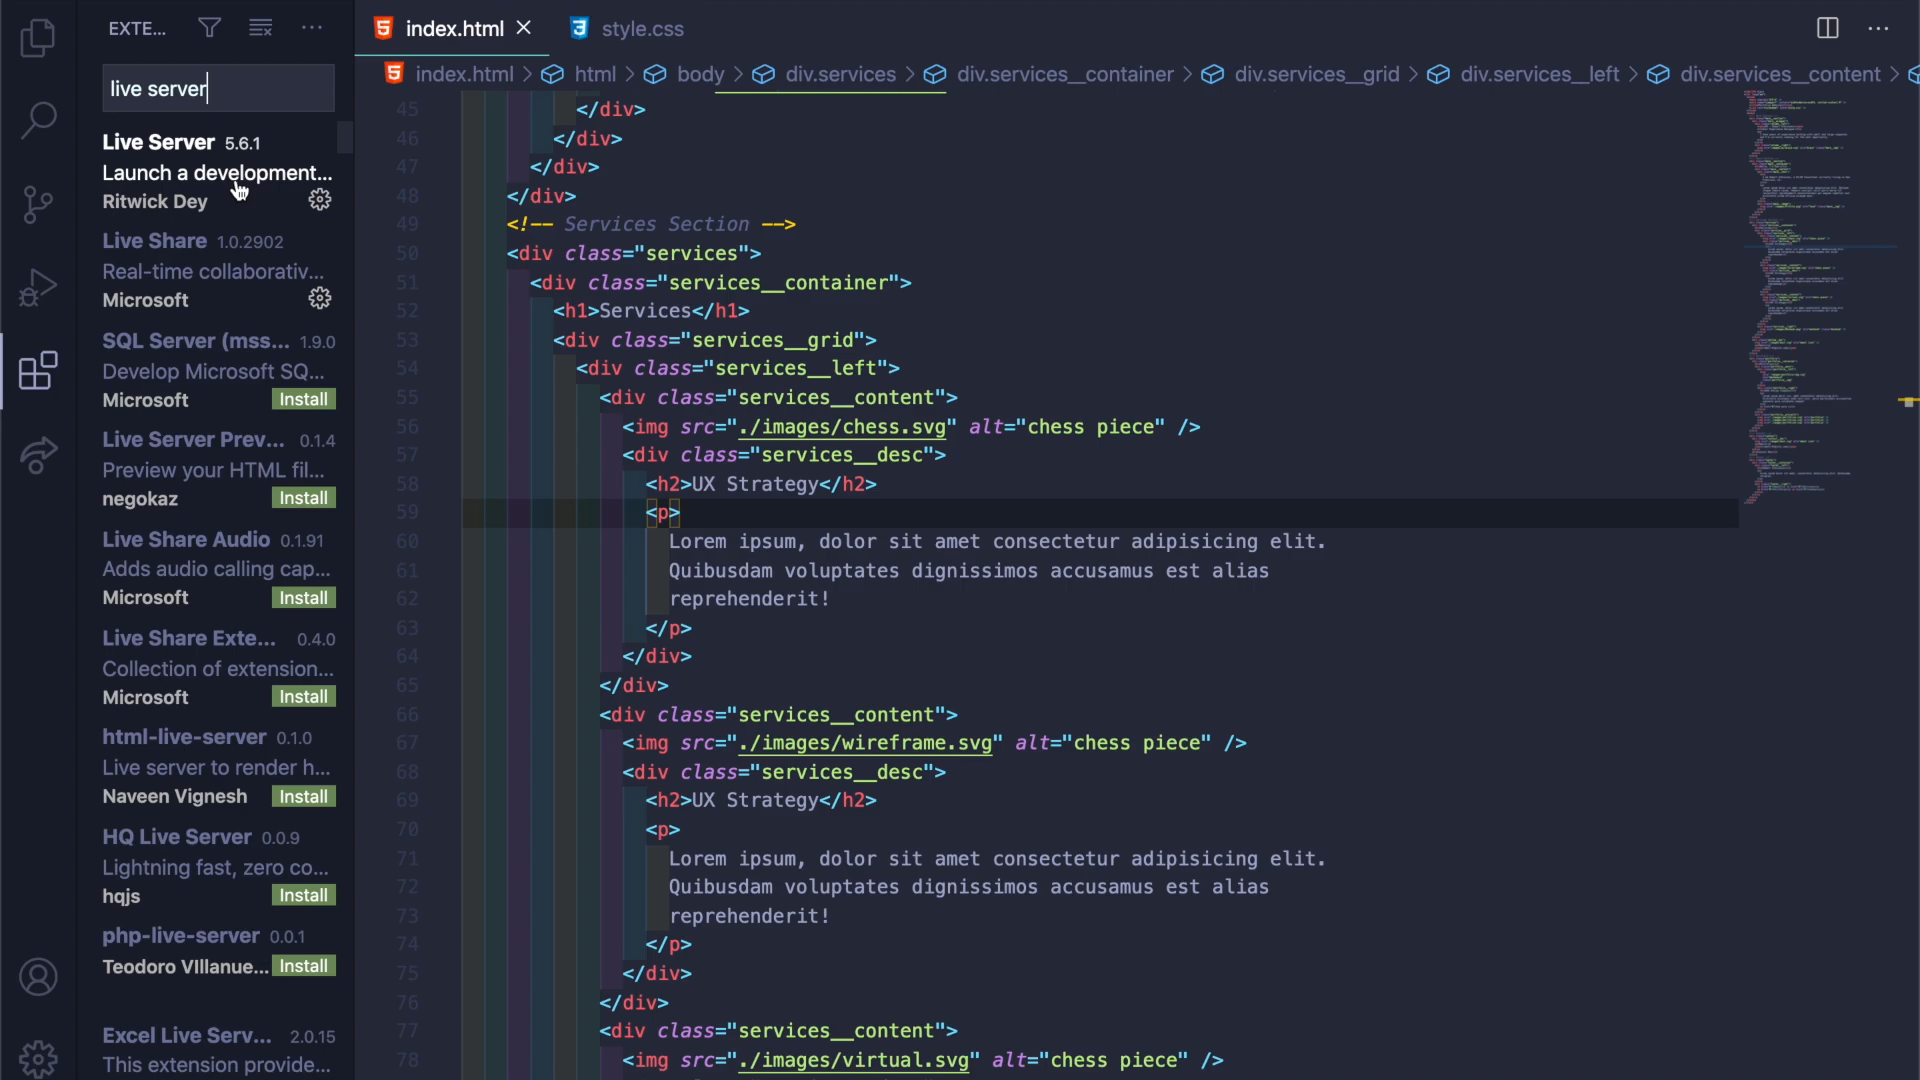 EXTE...
live server
Live Server 5.6.1
Launch a development...
Ritwick Dey
Live Share 1.0.2902
Real-time collaborativ...
Microsoft
SQL Server (mss... 1.9.0
Develop Microsoft SQ...
Microsoft Install
Live Server Prev... 0.1.4
Preview your HTML fil...
negokaz Install
Live Share Audio 0.1.91
Adds audio calling cap...
Microsoft Install
Live Share Exte... 0.4.0
Collection of extension...
Microsoft Install
html-live-server 0.1.0
Live server to render h...
Naveen Vignesh Install
HQ Live Server 0.0.9
Lightning fast, zero co...
hqjs Install
php-live-server 0.0.1
Teodoro VIllanue... Install
Excel Live Serv... 2.0.15
This extension provide...
index.html style.css
index.html > html > body > div.services > div.services__container > div.services__grid > div.services__left > div.services__content >
45 </div>
46 </div>
47 </div>
48 </div>
49 <!-- Services Section -->
50 <div class="services">
51 <div class="services__container">
52 <h1>Services</h1>
53 <div class="services__grid">
54 <div class="services__left">
55 <div class="services__content">
56 <img src="./images/chess.svg" alt="chess piece" />
57 <div class="services__desc">
58 <h2>UX Strategy</h2>
59 <p>
60 Lorem ipsum, dolor sit amet consectetur adipisicing elit.
61 Quibusdam voluptates dignissimos accusamus est alias
62 reprehenderit!
63 </p>
64 </div>
65 </div>
66 <div class="services__content">
67 <img src="./images/wireframe.svg" alt="chess piece" />
68 <div class="services__desc">
69 <h2>UX Strategy</h2>
70 <p>
71 Lorem ipsum, dolor sit amet consectetur adipisicing elit.
72 Quibusdam voluptates dignissimos accusamus est alias
73 reprehenderit!
74 </p>
75 </div>
76 </div>
77 <div class="services__content">
78 <img src="./images/virtual.svg" alt="chess piece" />